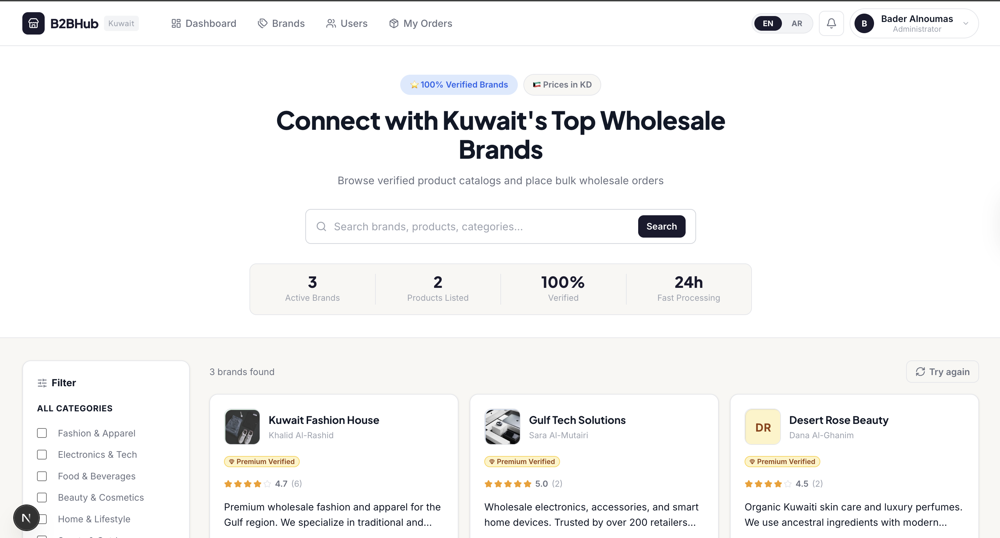 B2BHub Kuwait Dashboard Brands Users My Orders EN AR B Bader Alnoumas
Administrator
100% Verified Brands Prices in KD
Connect with Kuwait's Top Wholesale
Brands
Browse verified product catalogs and place bulk wholesale orders
Search brands, products, categories... Search
3 2 100% 24h
Active Brands Products Listed Verified Fast Processing
Filter
ALL CATEGORIES
Fashion & Apparel
Electronics & Tech
Food & Beverages
Beauty & Cosmetics
Home & Lifestyle
N
3 brands found Try again
Kuwait Fashion House
Khalid Al-Rashid
Premium Verified
4.7 (6)
Premium wholesale fashion and apparel for the
Gulf region. We specialize in traditional and...
Gulf Tech Solutions
Sara Al-Mutairi
Premium Verified
5.0 (2)
Wholesale electronics, accessories, and smart
home devices. Trusted by over 200 retailers...
DR
Desert Rose Beauty
Dana Al-Ghanim
Premium Verified
4.5 (2)
Organic Kuwaiti skin care and luxury perfumes.
We use ancestral ingredients with modern...